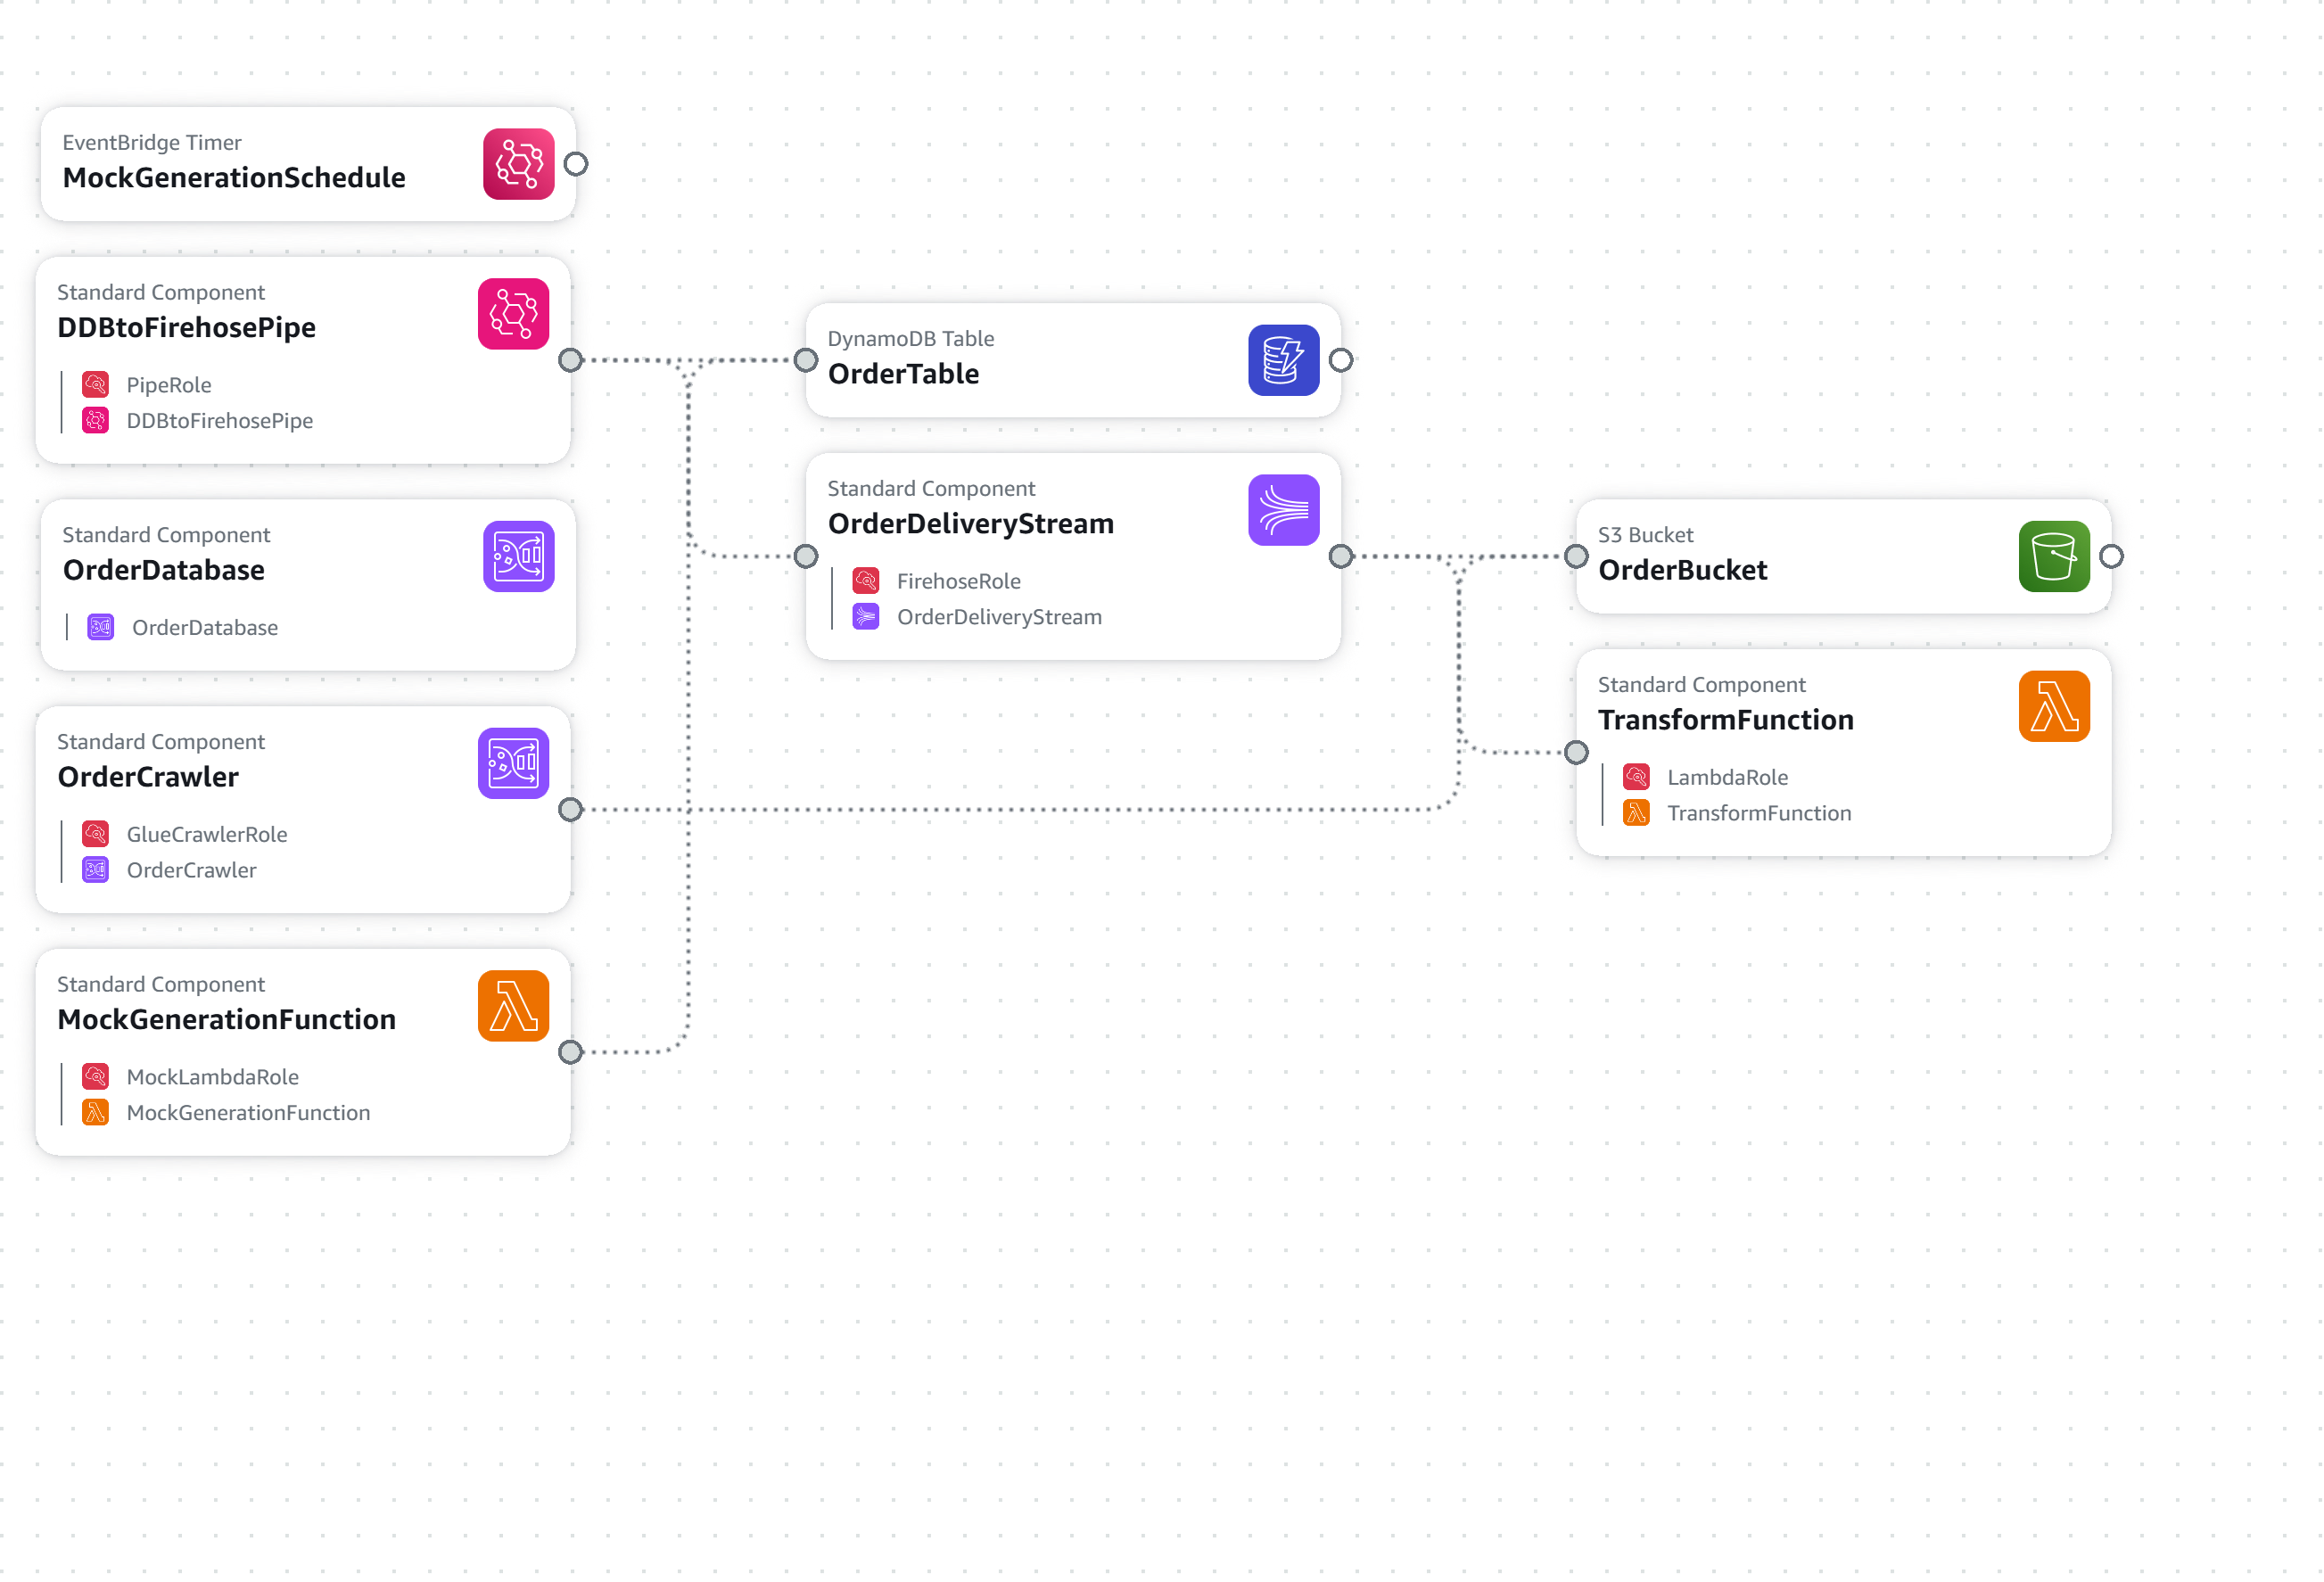 EventBridge Timer
MockGenerationSchedule
Standard Component
DDBtoFirehosePipe
PipeRole
DDBtoFirehosePipe
Standard Component
OrderDatabase
OrderDatabase
Standard Component
OrderCrawler
GlueCrawlerRole
OrderCrawler
Standard Component
MockGenerationFunction
MockLambdaRole
MockGenerationFunction
DynamoDB Table
OrderTable
Standard Component
OrderDeliveryStream
FirehoseRole
OrderDeliveryStream
S3 Bucket
OrderBucket
Standard Component
TransformFunction
LambdaRole
TransformFunction